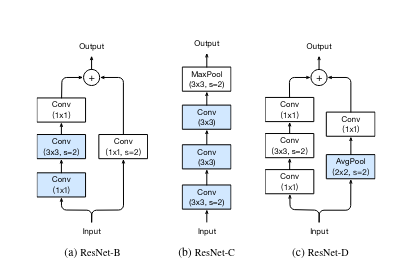 Output
+
Conv
(1x1)
Conv
(3x3, s=2)
Conv
(1x1)
Conv
(1x1, s=2)
Input
(a) ResNet-B
Output
MaxPool
(3x3, s=2)
Conv
(3x3)
Conv
(3x3)
Conv
(3x3, s=2)
Input
(b) ResNet-C
Output
+
Conv
(1x1)
Conv
(3x3, s=2)
Conv
(1x1)
Conv
(1x1)
AvgPool
(2x2, s=2)
Input
(c) ResNet-D